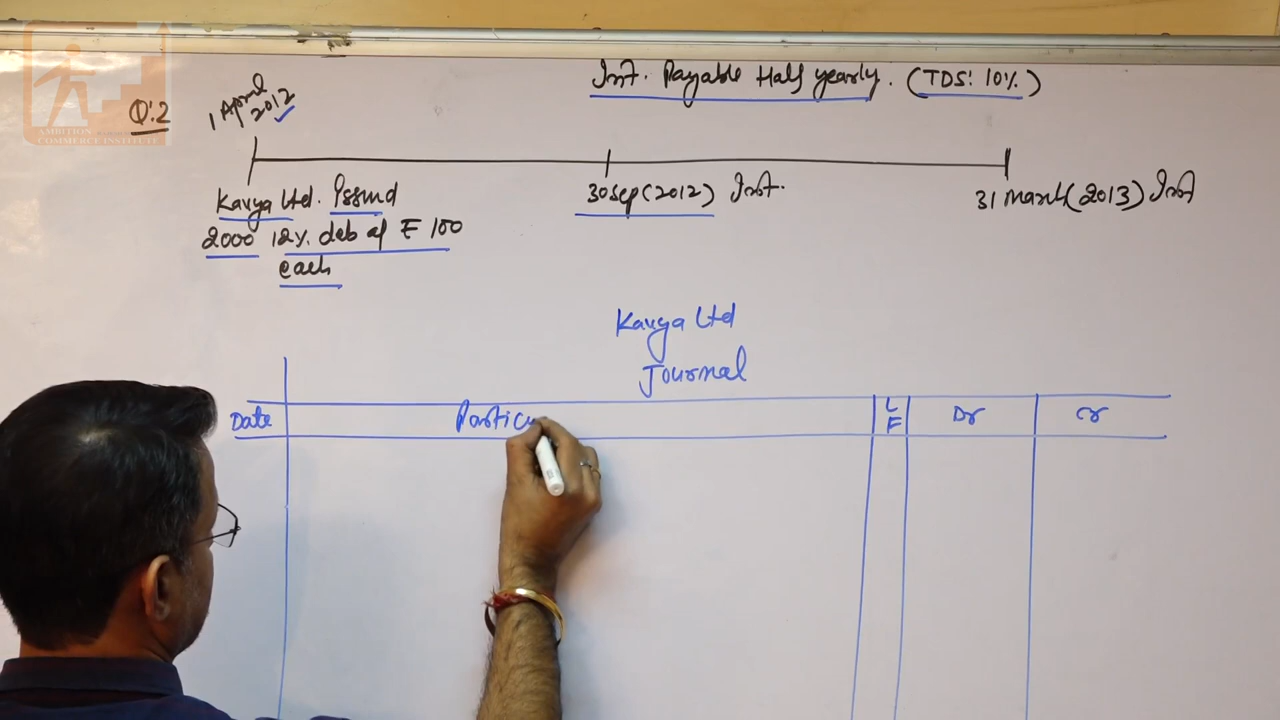 AMBITION
COMMERCE INSTITUTE
Q:2
Int. Payable Half yearly. (TDS: 10%)
1 April
2012
Kavya Ltd. Issued
2000 12%. deb of ₹ 100
each
30 Sep (2012) Int.
31 March (2013) Int
Kavya Ltd
Journal
Date
Particu
L
F
Dr
Cr